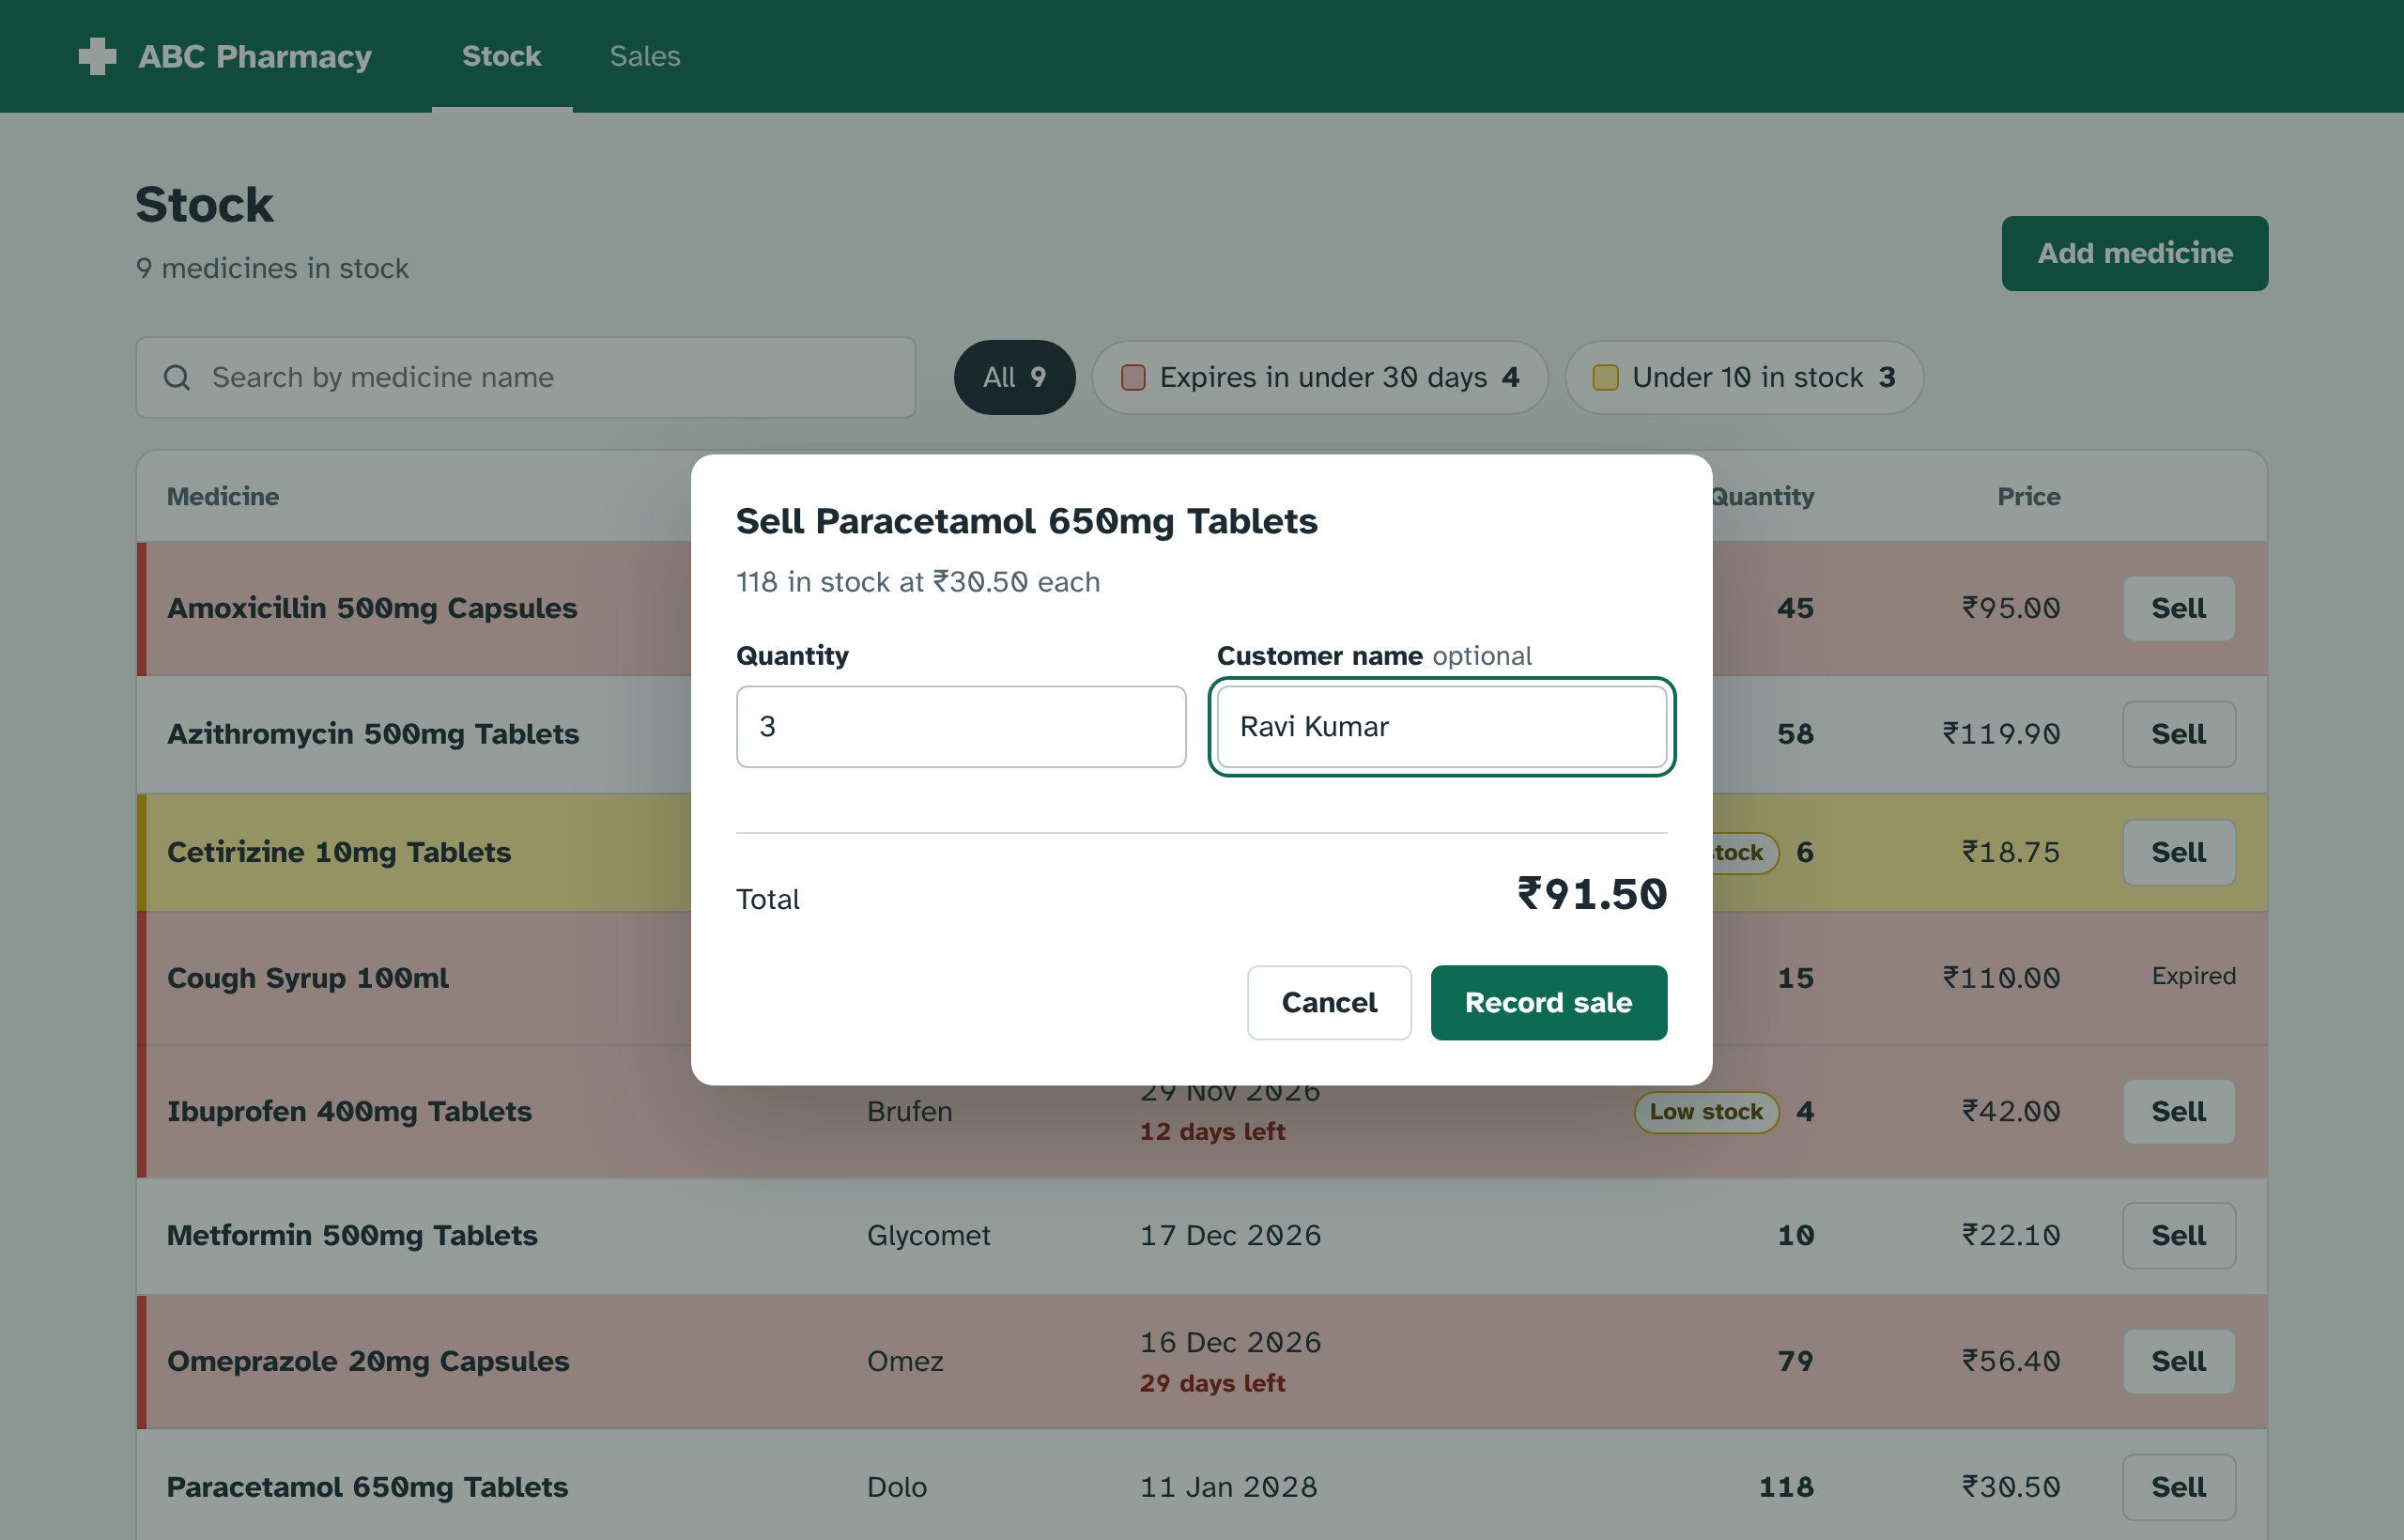 ABC Pharmacy Stock Sales
Stock
9 medicines in stock
Add medicine
Search by medicine name All 9 Expires in under 30 days 4 Under 10 in stock 3
Medicine Quantity Price
Sell Paracetamol 650mg Tablets
118 in stock at ₹30.50 each
Quantity Customer name optional
3 Ravi Kumar
Total ₹91.50
Cancel Record sale
Amoxicillin 500mg Capsules 45 ₹95.00 Sell
Azithromycin 500mg Tablets 58 ₹119.90 Sell
Cetirizine 10mg Tablets stock 6 ₹18.75 Sell
Cough Syrup 100ml 15 ₹110.00 Expired
Ibuprofen 400mg Tablets Brufen 29 Nov 2026 Low stock 4 ₹42.00 Sell
12 days left
Metformin 500mg Tablets Glycomet 17 Dec 2026 10 ₹22.10 Sell
Omeprazole 20mg Capsules Omez 16 Dec 2026 79 ₹56.40 Sell
29 days left
Paracetamol 650mg Tablets Dolo 11 Jan 2028 118 ₹30.50 Sell